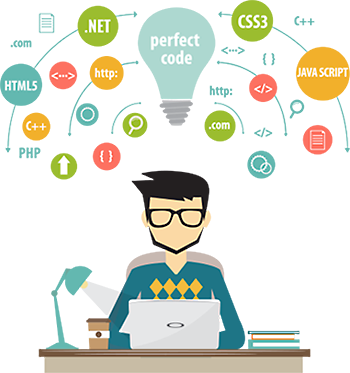 .com
.NET
perfect
code
CSS3
C++
HTML5
<···>
http:
<···>
{ }
JAVA SCRIPT
http:
</>
C++
PHP
{ }
.com
</>